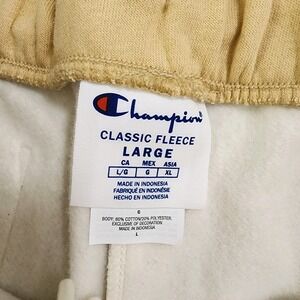 Champion
CLASSIC FLEECE
LARGE
CA MEX ASIA
L/G G XL
MADE IN INDONESIA
FABRIQUÉ EN INDONÉSIE
HECHO EN INDONESIA
6
BODY: 80% COTTON/20% POLYESTER,
EXCLUSIVE OF DECORATION
MADE IN INDONESIA
L